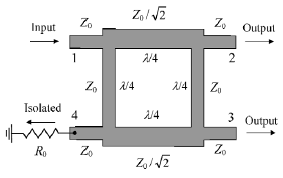 Z₀/√2
Input Z₀ Z₀ Output
1 λ/4 2
Z₀ λ/4 λ/4 Z₀
Isolated λ/4
4 3 Output
R₀ Z₀ Z₀
Z₀/√2